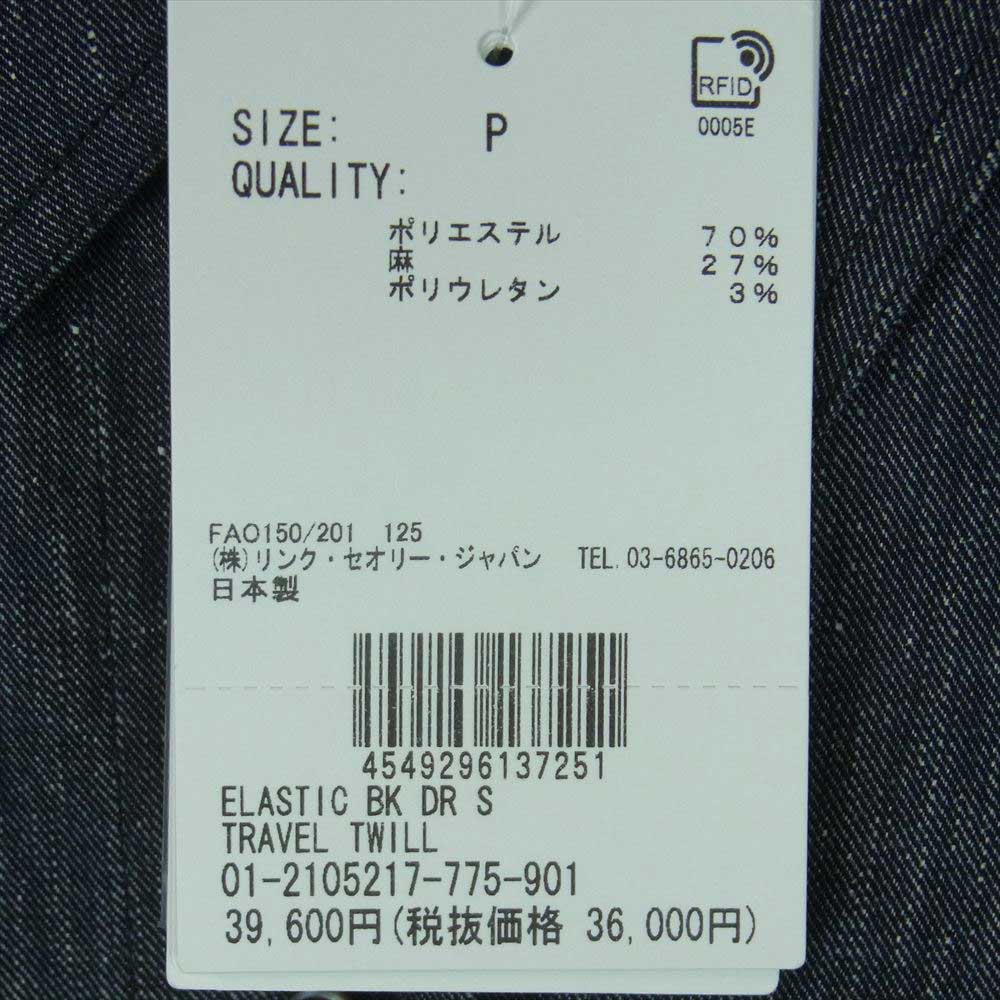 RFID
0005E
SIZE: P
QUALITY:
ポリエステル 70%
麻 27%
ポリウレタン 3%
FAO150/201 125
(株)リンク・セオリー・ジャパン TEL.03-6865-0206
日本製
4549296137251
ELASTIC BK DR S
TRAVEL TWILL
01-2105217-775-901
39,600円(税抜価格 36,000円)